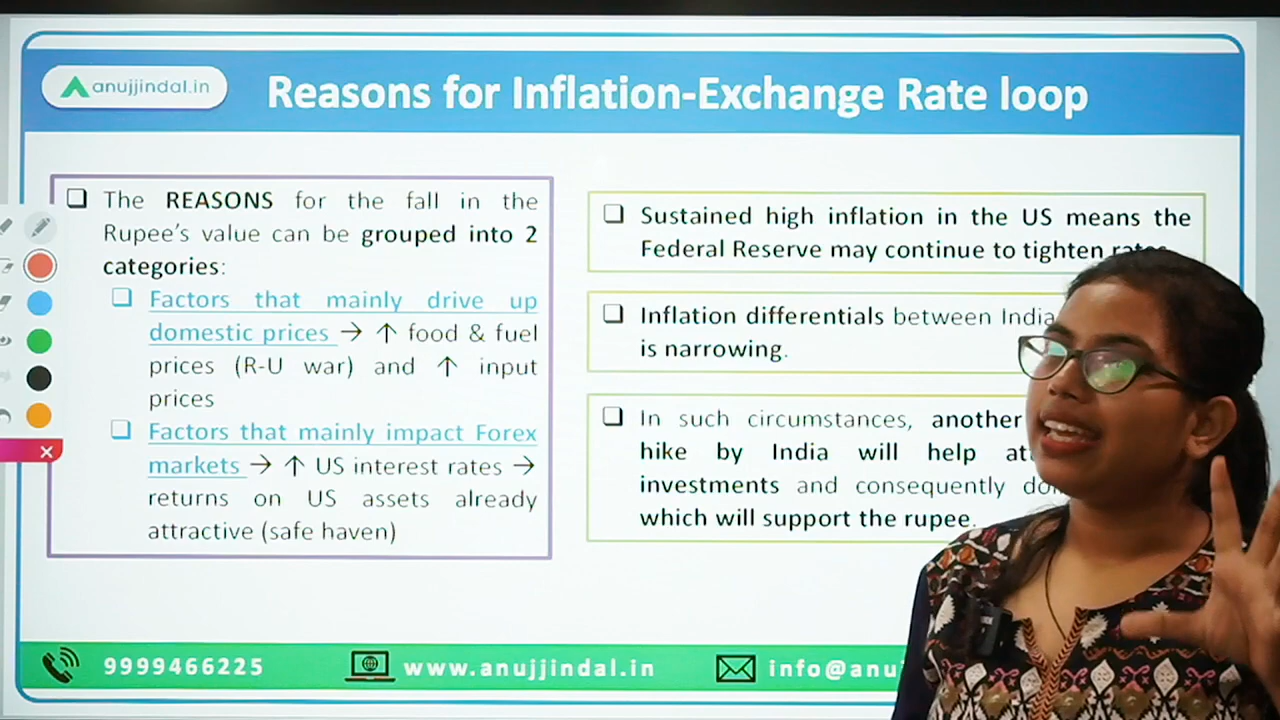 anujjindal.in
Reasons for Inflation-Exchange Rate loop
The REASONS for the fall in the
Rupee's value can be grouped into 2
categories:
Factors that mainly drive up
domestic prices → ↑ food & fuel
prices (R-U war) and ↑ input
prices
Factors that mainly impact Forex
markets → ↑ US interest rates →
returns on US assets already
attractive (safe haven)
Sustained high inflation in the US means the
Federal Reserve may continue to tighten
Inflation differentials between India
is narrowing.
In such circumstances, another
hike by India will help
investments and consequently
which will support the rupee.
9999466225
www.anujjindal.in